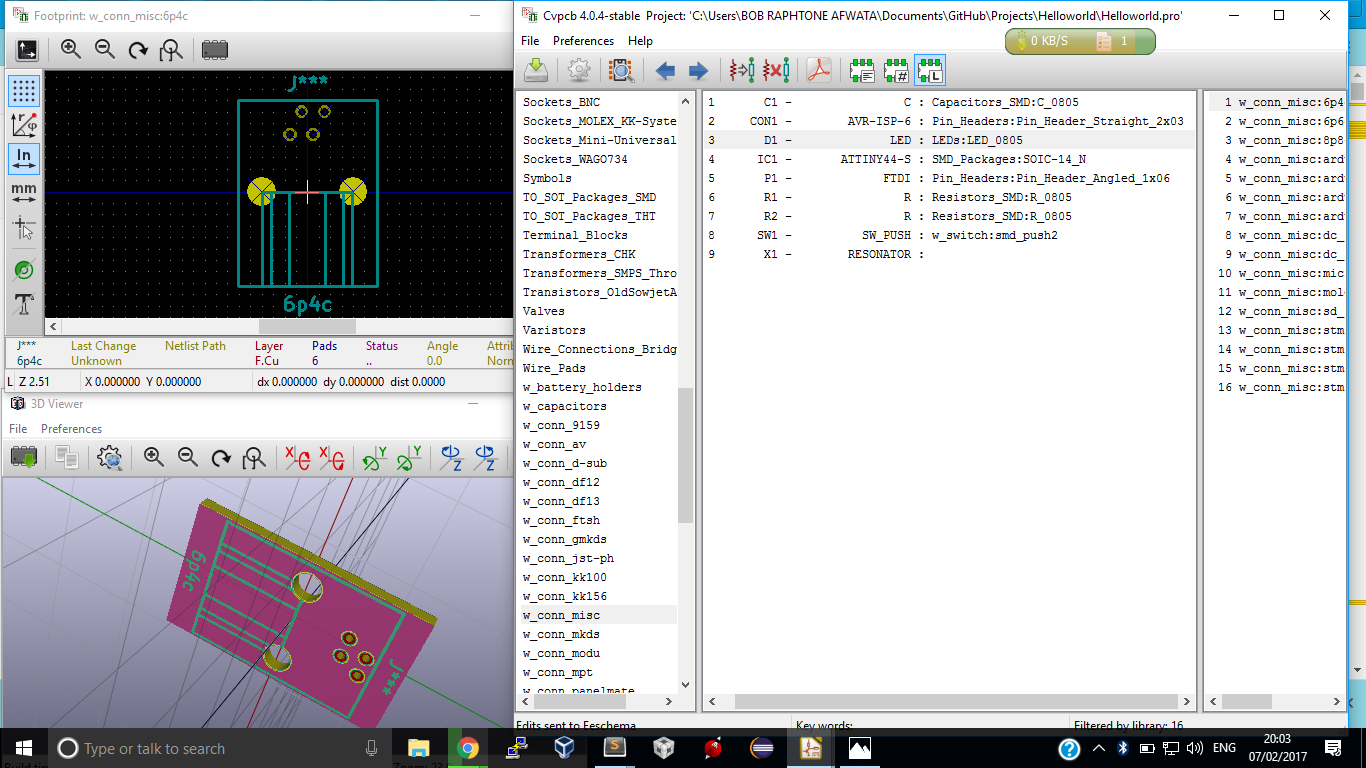 Footprint: w_conn_misc:6p4c
J***
6p4c
In
mm
J*** Last Change Netlist Path Layer Pads Status Angle Attrib
6p4c Unknown F.Cu 6 .. 0.0 Norm
L Z 2.51 X 0.000000 Y 0.000000 dx 0.000000 dy 0.000000 dist 0.0000
3D Viewer
File Preferences
X X Y Y Z Z
6p4c
J***
Cvpcb 4.0.4-stable Project: 'C:\Users\BOB RAPHTONE AFWATA\Documents\GitHub\Projects\Helloworld\Helloworld.pro'
File Preferences Help
0 KB/S 1
Sockets_BNC
Sockets_MOLEX_KK-Syste
Sockets_Mini-Universal
Sockets_WAGO734
Symbols
TO_SOT_Packages_SMD
TO_SOT_Packages_THT
Terminal_Blocks
Transformers_CHK
Transformers_SMPS_Thro
Transistors_OldSowjetA
Valves
Varistors
Wire_Connections_Bridg
Wire_Pads
w_battery_holders
w_capacitors
w_conn_9159
w_conn_av
w_conn_d-sub
w_conn_df12
w_conn_df13
w_conn_ftsh
w_conn_gmkds
w_conn_jst-ph
w_conn_kk100
w_conn_kk156
w_conn_misc
w_conn_mkds
w_conn_modu
w_conn_mpt
w_conn_panelmate
1 C1 - C : Capacitors_SMD:C_0805
2 CON1 - AVR-ISP-6 : Pin_Headers:Pin_Header_Straight_2x03
3 D1 - LED : LEDs:LED_0805
4 IC1 - ATTINY44-S : SMD_Packages:SOIC-14_N
5 P1 - FTDI : Pin_Headers:Pin_Header_Angled_1x06
6 R1 - R : Resistors_SMD:R_0805
7 R2 - R : Resistors_SMD:R_0805
8 SW1 - SW_PUSH : w_switch:smd_push2
9 X1 - RESONATOR :
1 w_conn_misc:6p4
2 w_conn_misc:6p6
3 w_conn_misc:8p8
4 w_conn_misc:ard
5 w_conn_misc:ard
6 w_conn_misc:ard
7 w_conn_misc:ard
8 w_conn_misc:dc_
9 w_conn_misc:dc_
10 w_conn_misc:mic
11 w_conn_misc:mol
12 w_conn_misc:sd_
13 w_conn_misc:stm
14 w_conn_misc:stm
15 w_conn_misc:stm
16 w_conn_misc:stm
Edits sent to Eeschema Key words: Filtered by library: 16
Type or talk to search
ENG
20:03
07/02/2017